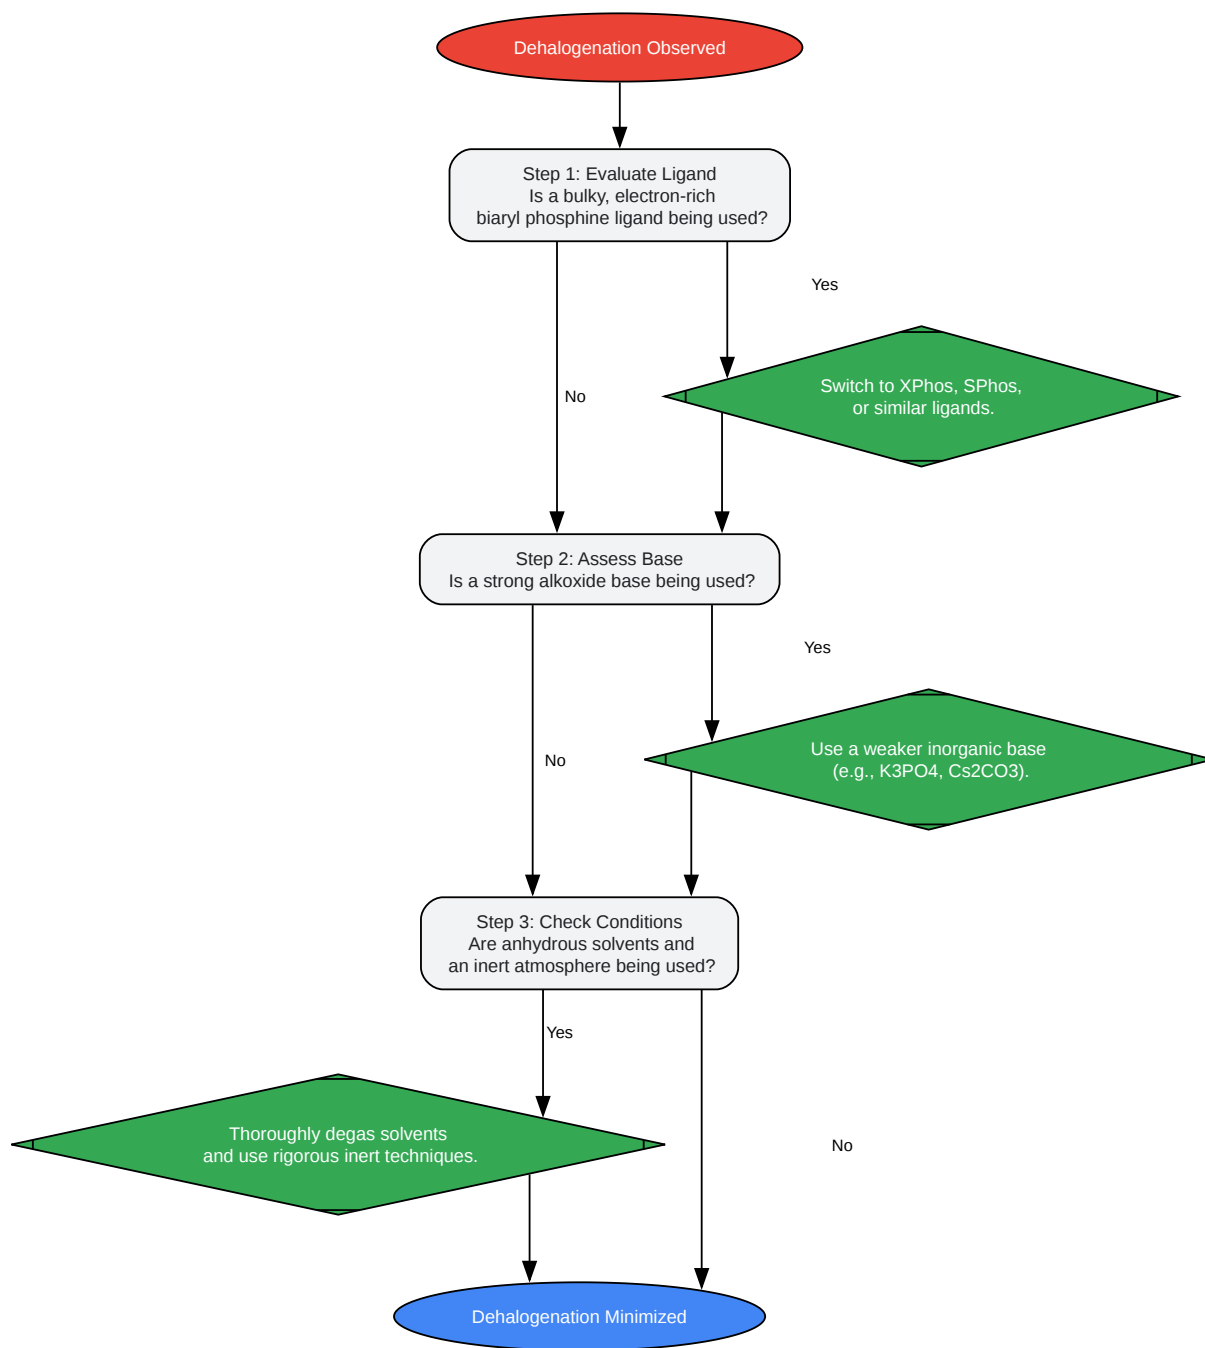 Dehalogenation Observed
Step 1: Evaluate Ligand
Is a bulky, electron-rich
biaryl phosphine ligand being used?
Yes
No
Switch to XPhos, SPhos,
or similar ligands.
Step 2: Assess Base
Is a strong alkoxide base being used?
Yes
No
Use a weaker inorganic base
(e.g., K3PO4, Cs2CO3).
Step 3: Check Conditions
Are anhydrous solvents and
an inert atmosphere being used?
Yes
Thoroughly degas solvents
and use rigorous inert techniques.
No
Dehalogenation Minimized